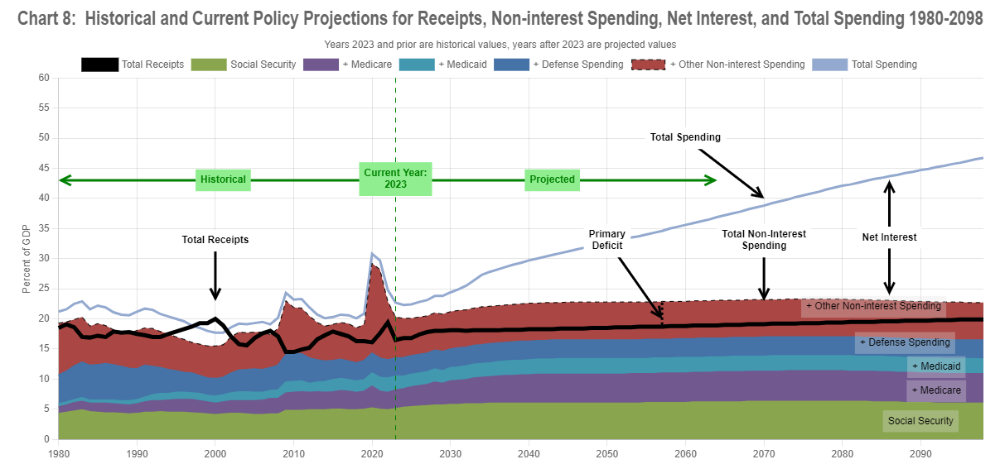 Chart 8:  Historical and Current Policy Projections for Receipts, Non-interest Spending, Net Interest, and Total Spending 1980-2098
Years 2023 and prior are historical values, years after 2023 are projected values
Total Receipts Social Security + Medicare + Medicaid + Defense Spending + Other Non-interest Spending Total Spending
60
55
50
45
40
35
30
25
20
15
10
5
0
Percent of GDP
Total Spending
Historical
Current Year:
2023
Projected
Total Receipts
Primary
Deficit
Total Non-Interest
Spending
Net Interest
+ Other Non-interest Spending
+ Defense Spending
+ Medicaid
+ Medicare
Social Security
1980 1990 2000 2010 2020 2030 2040 2050 2060 2070 2080 2090